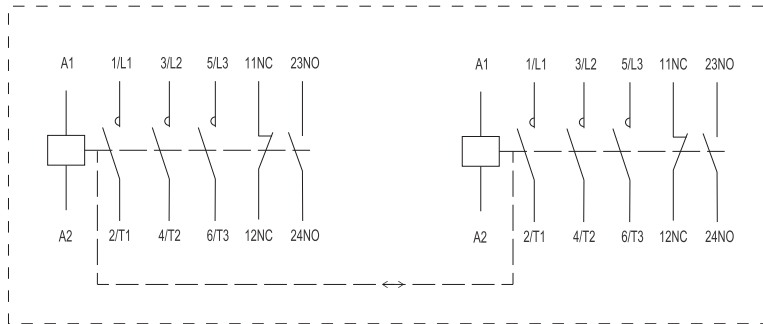 A1 1/L1 3/L2 5/L3 11NC 23NO A1 1/L1 3/L2 5/L3 11NC 23NO
A2 2/T1 4/T2 6/T3 12NC 24NO A2 2/T1 4/T2 6/T3 12NC 24NO